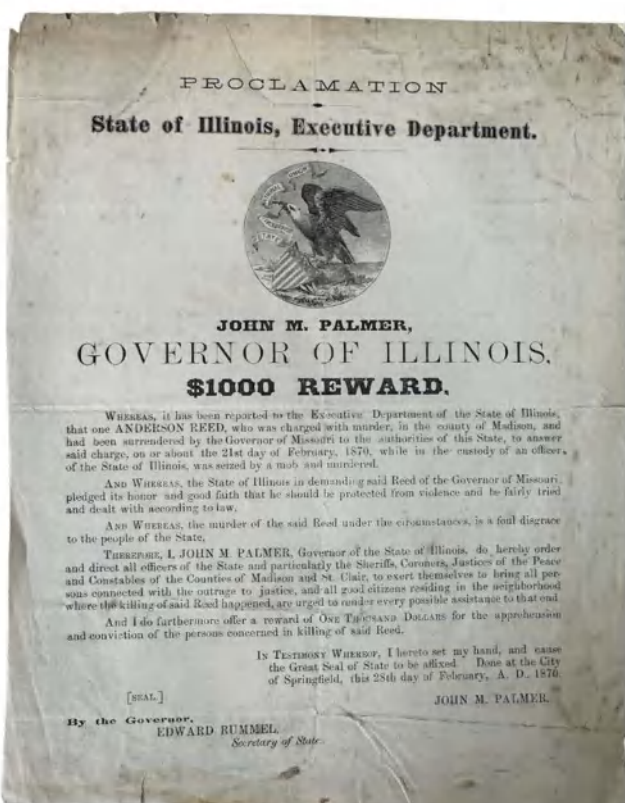 PROCLAMATION
State of Illinois, Executive Department.
JOHN M. PALMER,
GOVERNOR OF ILLINOIS.
$1000 REWARD.
WHEREAS, it has been reported to the Executive Department of the State of Illinois,
that one ANDERSON REED, who was charged with murder, in the county of Madison, and
had been surrendered by the Governor of Missouri to the authorities of this State, to answer
said charge, on or about the 21st day of February, 1870, while in the custody of an officer,
of the State of Illinois, was seized by a mob and murdered.
AND WHEREAS, the State of Illinois in demanding said Reed of the Governor of Missouri,
pledged its honor and good faith that he should be protected from violence and be fairly tried
and dealt with according to law,
AND WHEREAS, the murder of the said Reed under the circumstances, is a foul disgrace
to the people of the State,
THEREFORE, I, JOHN M. PALMER, Governor of the State of Illinois, do hereby order
and direct all officers of the State and particularly the Sheriffs, Coroners, Justices of the Peace
and Constables of the Counties of Madison and St. Clair, to exert themselves to bring all per-
sons connected with the outrage to justice, and all good citizens residing in the neighborhood
where the killing of said Reed happened, are urged to render every possible assistance to that end.
And I do furthermore offer a reward of ONE THOUSAND DOLLARS for the apprehension
and conviction of the persons concerned in killing of said Reed.
IN TESTIMONY WHEREOF, I hereto set my hand, and cause
the Great Seal of State to be affixed. Done at the City
of Springfield, this 28th day of February, A. D., 1870.
[SEAL.]
JOHN M. PALMER.
By the Governor,
EDWARD RUMMEL,
Secretary of State.